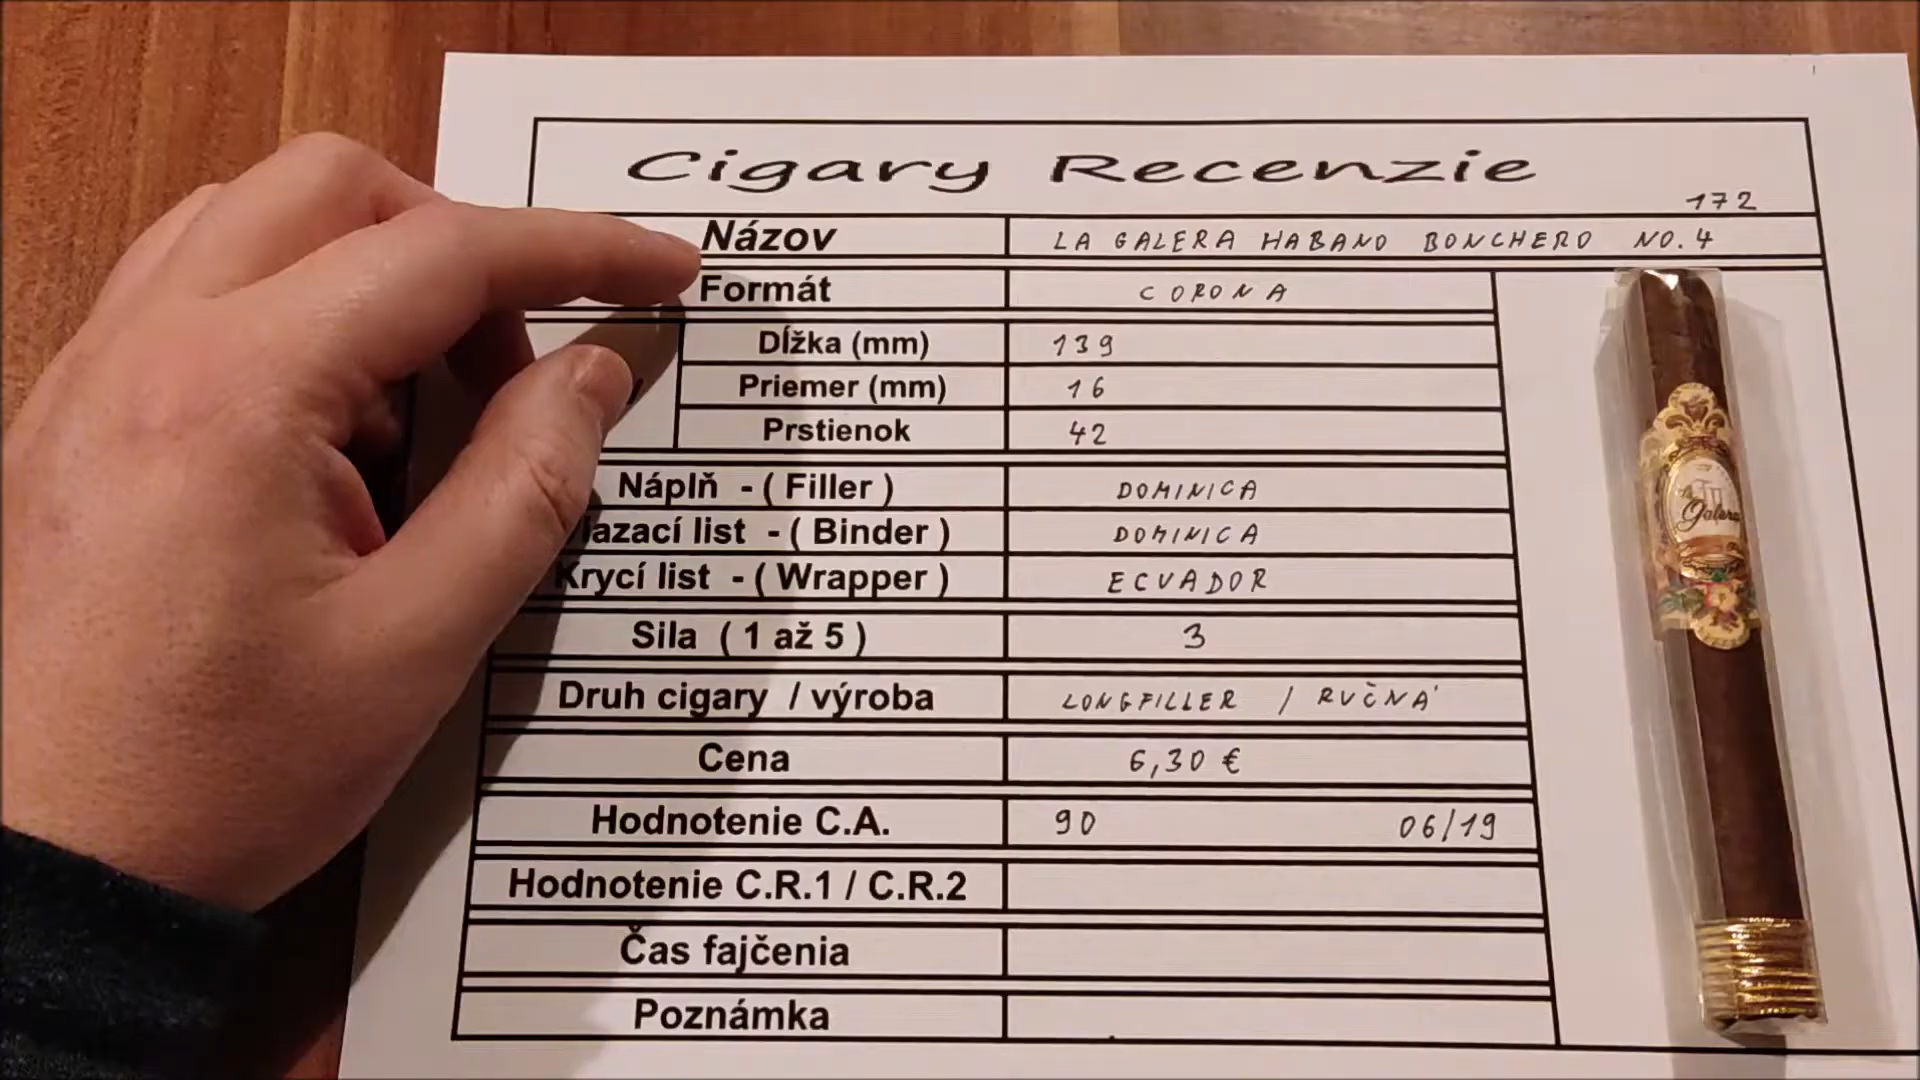 Cigary Recenzie
172
Názov LA GALERA HABANO BONCHERO NO.4
Formát CORONA
Dĺžka (mm) 139
Priemer (mm) 16
Prstienok 42
Náplň - ( Filler ) DOMINICA
list - ( Binder ) DOMINICA
Krycí list - ( Wrapper ) ECVADOR
Sila ( 1 až 5 ) 3
Druh cigary / výroba LONGFILLER / RVČNÁ
Cena 6,30 €
Hodnotenie C.A. 90 06/19
Hodnotenie C.R.1 / C.R.2
Čas fajčenia
Poznámka
La Galera